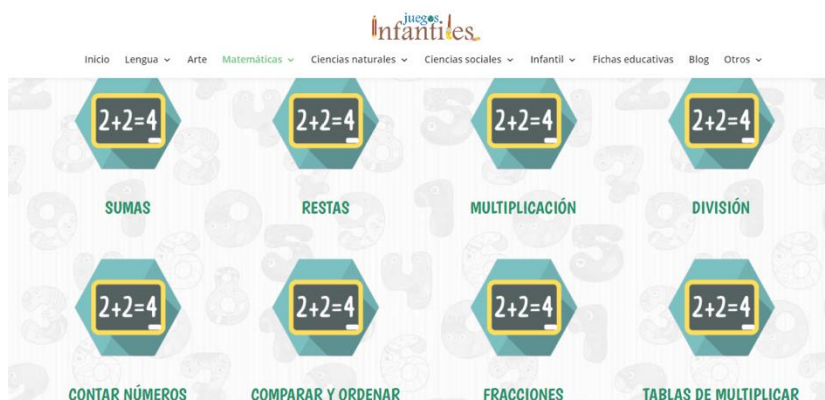 juegos
infantiles
Inicio Lengua Arte Matemáticas Ciencias naturales Ciencias sociales Infantil Fichas educativas Blog Otros
2+2=4 2+2=4 2+2=4 2+2=4
SUMAS RESTAS MULTIPLICACIÓN DIVISIÓN
2+2=4 2+2=4 2+2=4 2+2=4
CONTAR NÚMEROS COMPARAR Y ORDENAR FRACCIONES TABLAS DE MULTIPLICAR